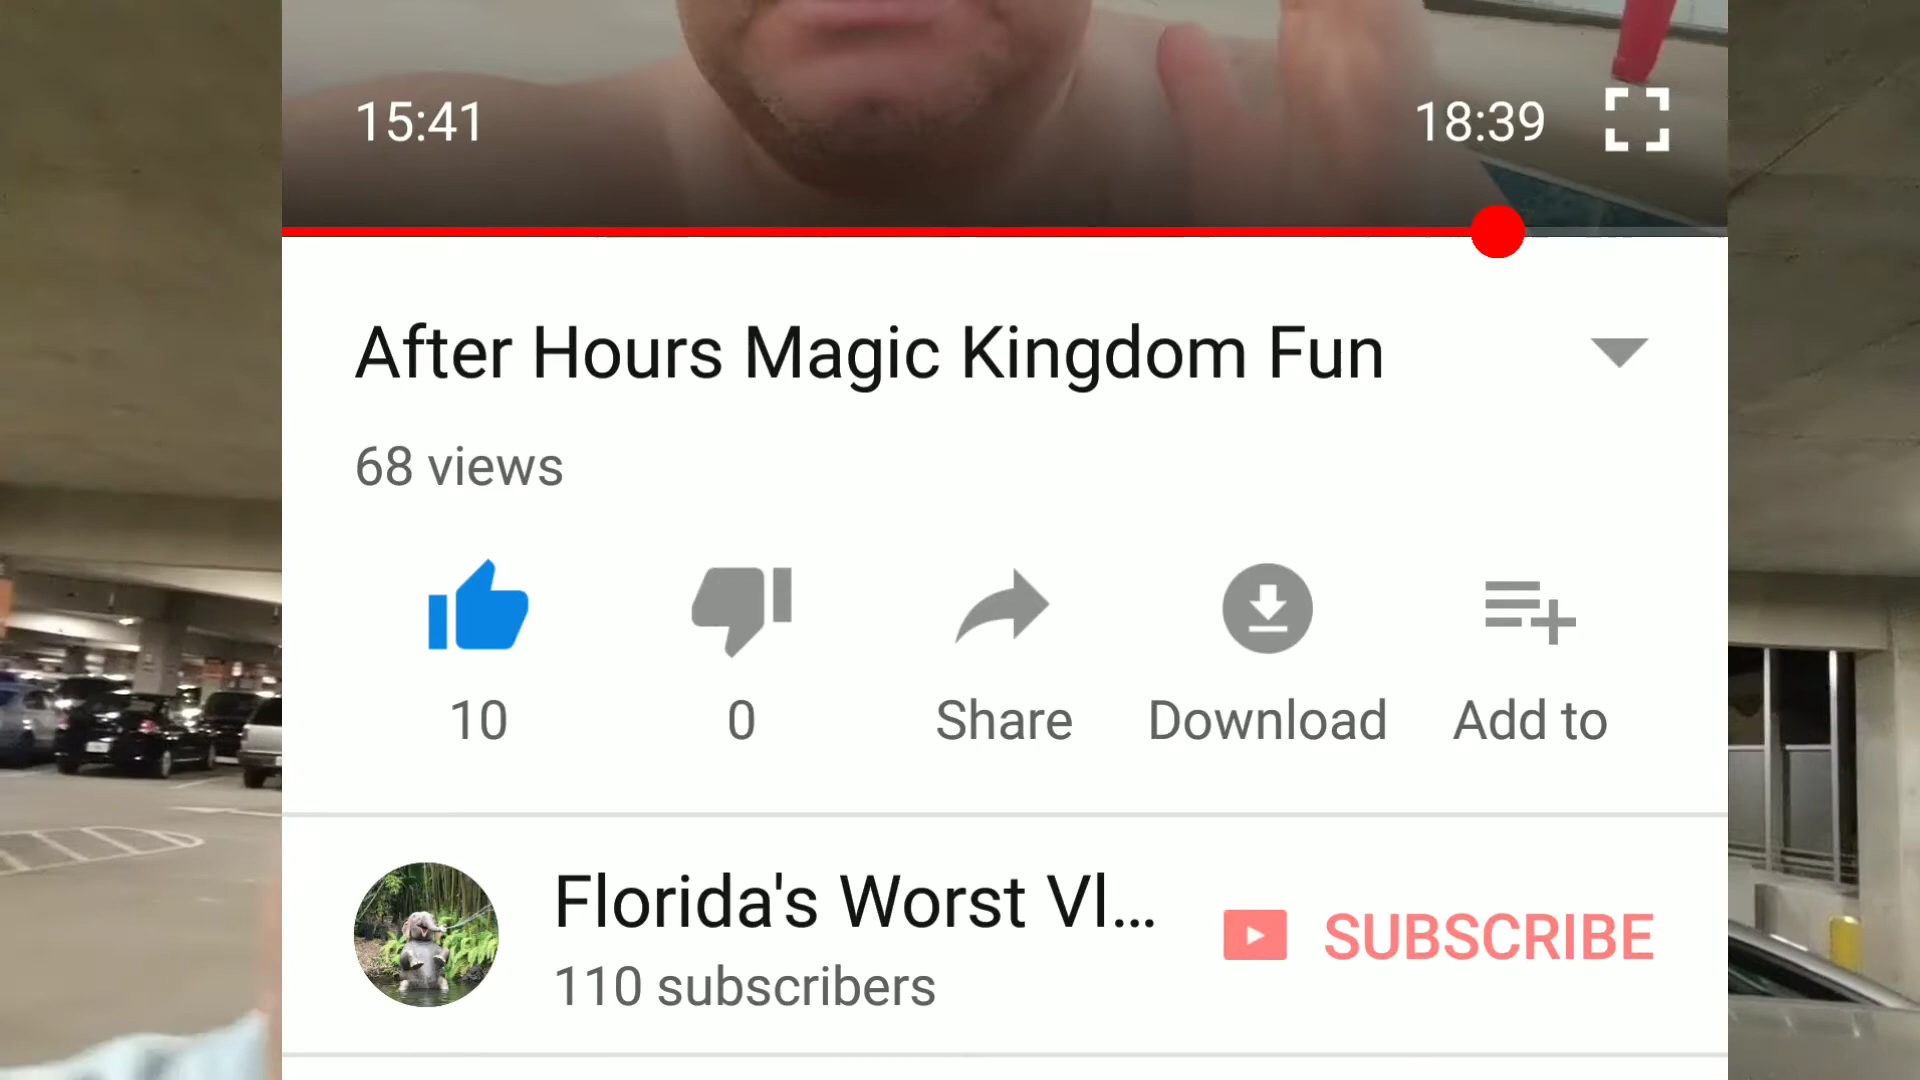 15:41 18:39
After Hours Magic Kingdom Fun
68 views
10 0 Share Download Add to
Florida's Worst Vl... SUBSCRIBE
110 subscribers